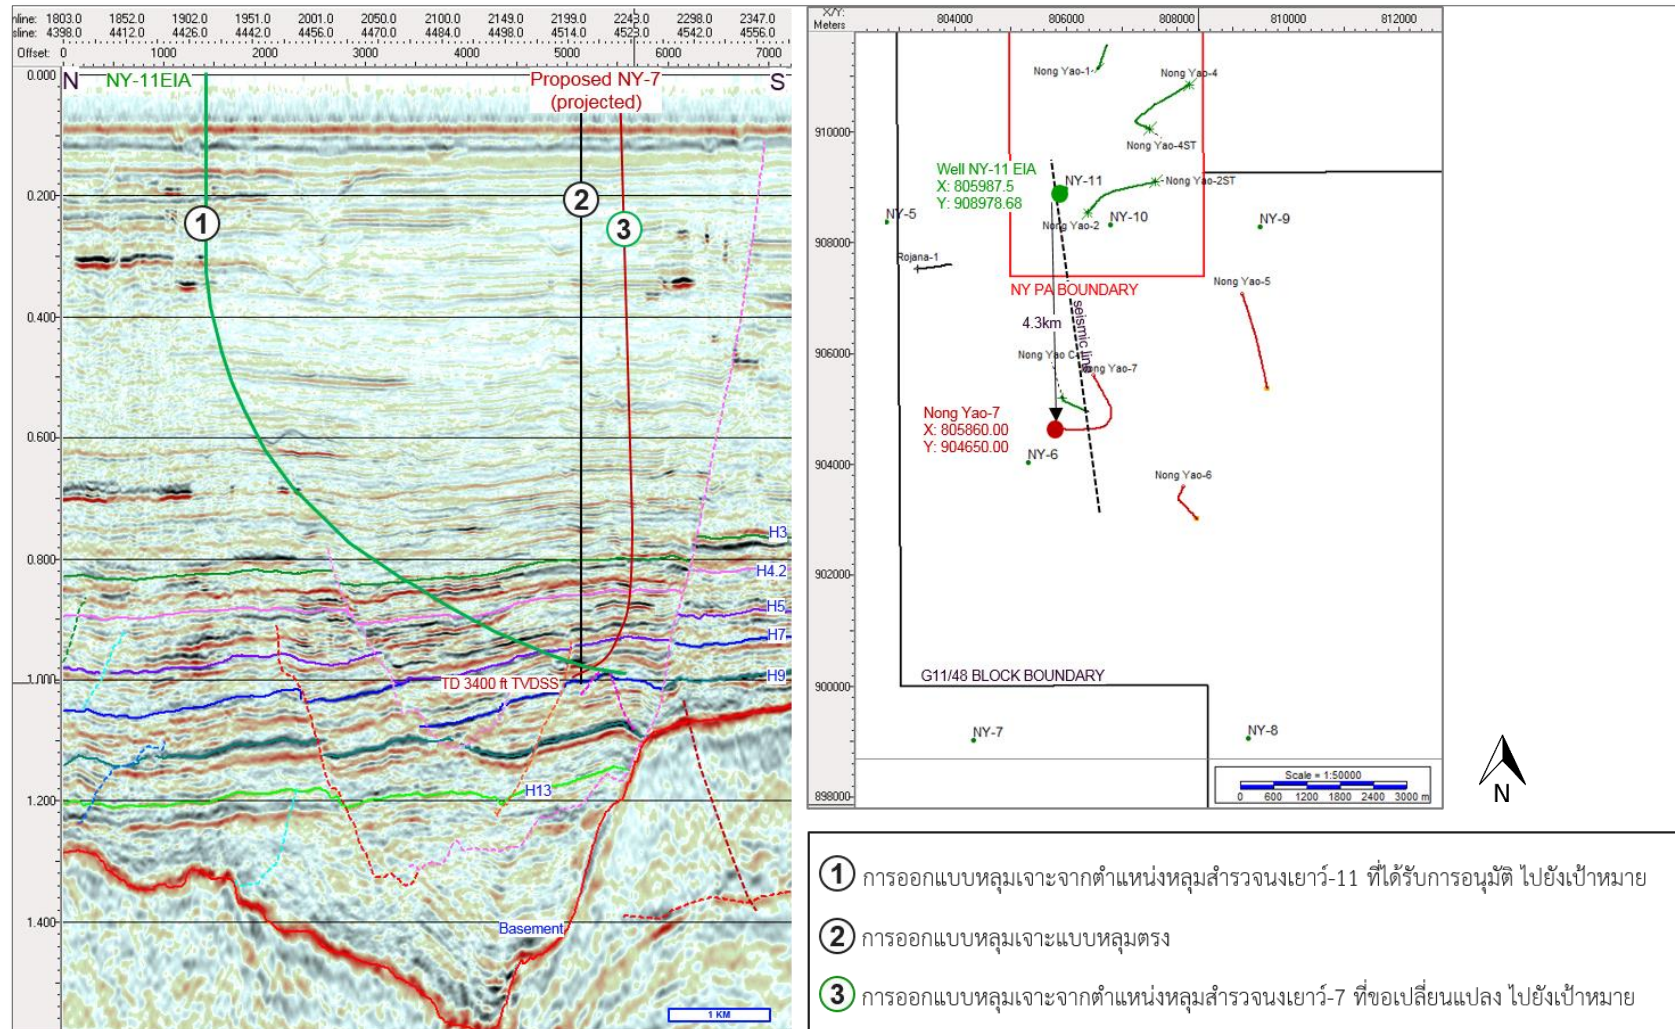 nline: 1803.0 1852.0 1902.0 1951.0 2001.0 2050.0 2100.0 2149.0 2199.0 2243.0 2298.0 2347.0
sline: 4398.0 4412.0 4426.0 4442.0 4456.0 4470.0 4484.0 4498.0 4514.0 4523.0 4542.0 4556.0
Offset: 0 1000 2000 3000 4000 5000 6000 7000
0.000
0.200
0.400
0.600
0.800
1.000
1.200
1.400
N
NY-11EIA
Proposed NY-7
(projected)
S
1
2
3
H3
H4.2
H5
H7
H9
TD 3400 ft TVDSS
H13
Basement
1 KM
X/Y:
Meters
804000 806000 808000 810000 812000
910000
908000
906000
904000
902000
900000
898000
Nong Yao-1
Nong Yao-4
Nong Yao-4ST
Well NY-11 EIA
X: 805987.5
Y: 908978.68
NY-11
Nong Yao-2ST
NY-5
Nong Yao-2
NY-10
NY-9
Rojana-1
NY PA BOUNDARY
Nong Yao-5
seismic line
4.3km
Nong Yao C-1
Nong Yao-7
Nong Yao-7
X: 805860.00
Y: 904650.00
NY-6
Nong Yao-6
G11/48 BLOCK BOUNDARY
NY-7
NY-8
Scale = 1:50000
0 600 1200 1800 2400 3000 m
N
1 การออกแบบหลุมเจาะจากตำแหน่งหลุมสำรวจนงเยาว์-11 ที่ได้รับการอนุมัติ ไปยังเป้าหมาย
2 การออกแบบหลุมเจาะแบบหลุมตรง
3 การออกแบบหลุมเจาะจากตำแหน่งหลุมสำรวจนงเยาว์-7 ที่ขอเปลี่ยนแปลง ไปยังเป้าหมาย